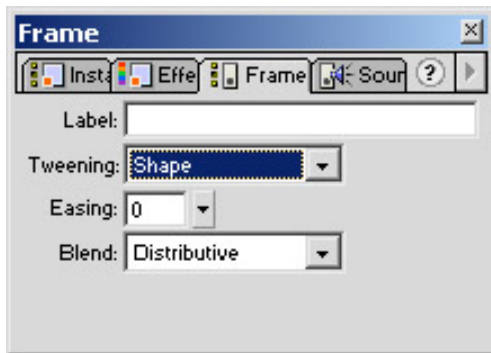 Frame
Insta Effe Frame Sour ?
Label:
Tweening: Shape
Easing: 0
Blend: Distributive